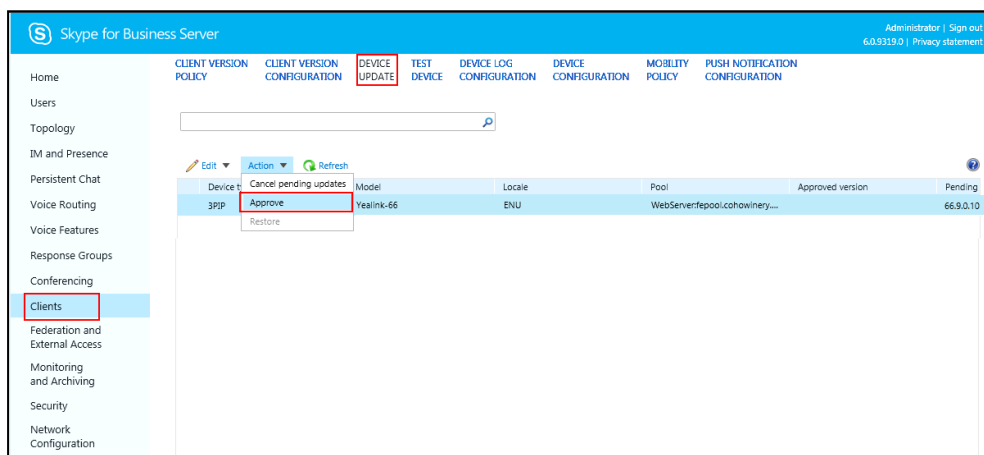 Skype for Business Server
Administrator | Sign out
6.0.9319.0 | Privacy statement
Home
Users
Topology
IM and Presence
Persistent Chat
Voice Routing
Voice Features
Response Groups
Conferencing
Clients
Federation and
External Access
Monitoring
and Archiving
Security
Network
Configuration
CLIENT VERSION
POLICY
CLIENT VERSION
CONFIGURATION
DEVICE
UPDATE
TEST
DEVICE
DEVICE LOG
CONFIGURATION
DEVICE
CONFIGURATION
MOBILITY
POLICY
PUSH NOTIFICATION
CONFIGURATION
Edit Action Refresh
Cancel pending updates
Approve
Restore
Device t Model Locale Pool Approved version Pending
3PIP Yealink-66 ENU WebServer:fepool.cohowinery.... 66.9.0.10